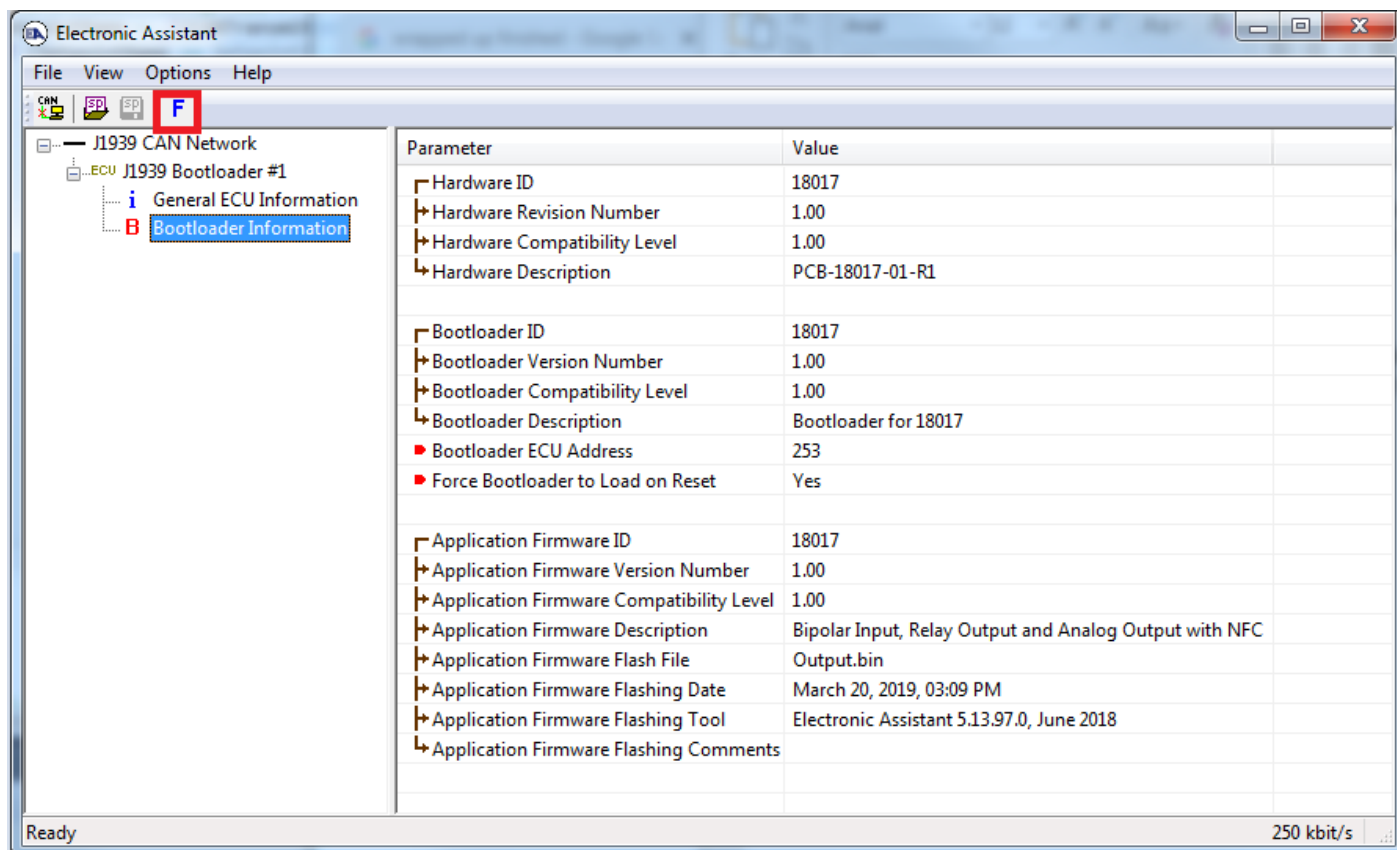 EA Electronic Assistant
File View Options Help
CAN SP SP F
J1939 CAN Network
ECU J1939 Bootloader #1
i General ECU Information
B Bootloader Information
Parameter Value
Hardware ID 18017
Hardware Revision Number 1.00
Hardware Compatibility Level 1.00
Hardware Description PCB-18017-01-R1
Bootloader ID 18017
Bootloader Version Number 1.00
Bootloader Compatibility Level 1.00
Bootloader Description Bootloader for 18017
Bootloader ECU Address 253
Force Bootloader to Load on Reset Yes
Application Firmware ID 18017
Application Firmware Version Number 1.00
Application Firmware Compatibility Level 1.00
Application Firmware Description Bipolar Input, Relay Output and Analog Output with NFC
Application Firmware Flash File Output.bin
Application Firmware Flashing Date March 20, 2019, 03:09 PM
Application Firmware Flashing Tool Electronic Assistant 5.13.97.0, June 2018
Application Firmware Flashing Comments
Ready 250 kbit/s